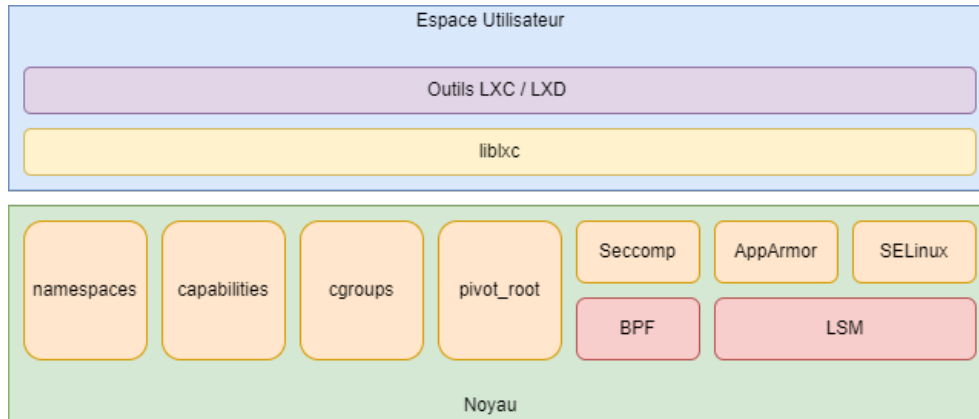 Espace Utilisateur
Outils LXC / LXD
liblxc
namespaces
capabilities
cgroups
pivot_root
Seccomp
AppArmor
SELinux
BPF
LSM
Noyau